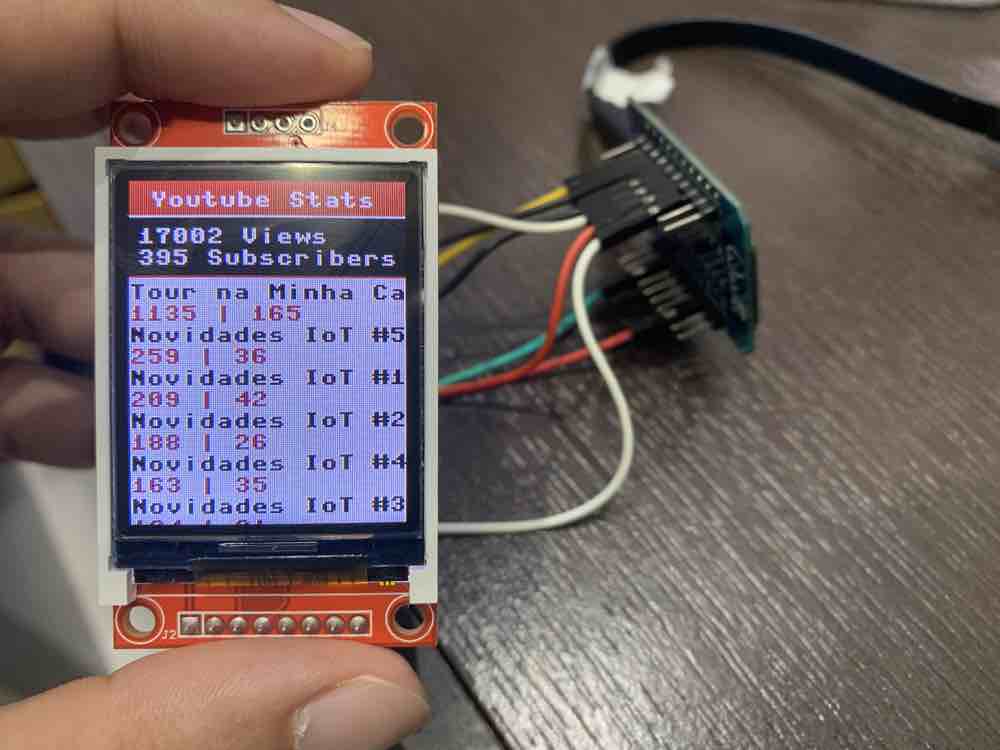 Youtube Stats
17002 Views
395 Subscribers
Tour na Minha Ca
1135 | 165
Novidades IoT #5
259 | 36
Novidades IoT #1
209 | 42
Novidades IoT #2
188 | 26
Novidades IoT #4
163 | 35
Novidades IoT #3
J2